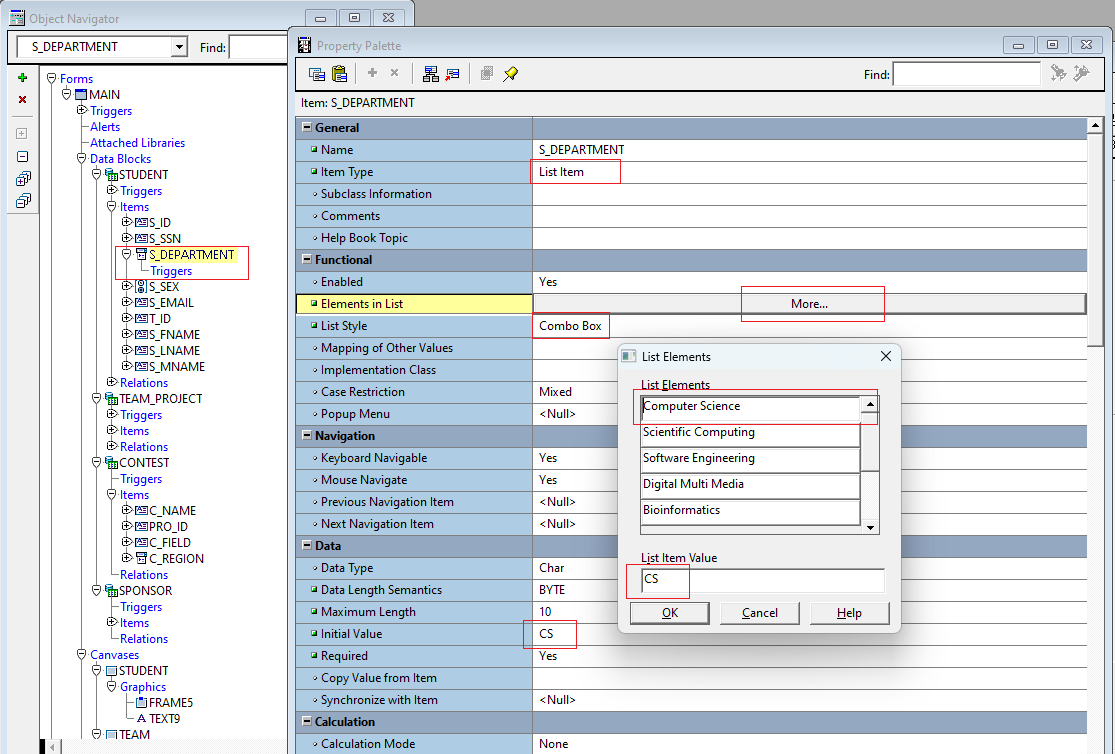 Object Navigator
S_DEPARTMENT
Find:
Forms
MAIN
Triggers
Alerts
Attached Libraries
Data Blocks
STUDENT
Triggers
Items
S_ID
S_SSN
S_DEPARTMENT
Triggers
S_SEX
S_EMAIL
T_ID
S_FNAME
S_LNAME
S_MNAME
Relations
TEAM_PROJECT
Triggers
Items
Relations
CONTEST
Triggers
Items
C_NAME
PRO_ID
C_FIELD
C_REGION
Relations
SPONSOR
Triggers
Items
Relations
Canvases
STUDENT
Graphics
FRAME5
A TEXT9
TEAM
Property Palette
Find:
Item: S_DEPARTMENT
General
Name S_DEPARTMENT
Item Type List Item
Subclass Information
Comments
Help Book Topic
Functional
Enabled Yes
Elements in List More...
List Style Combo Box
Mapping of Other Values
Implementation Class
Case Restriction Mixed
Popup Menu <Null>
Navigation
Keyboard Navigable Yes
Mouse Navigate Yes
Previous Navigation Item <Null>
Next Navigation Item <Null>
Data
Data Type Char
Data Length Semantics BYTE
Maximum Length 10
Initial Value CS
Required Yes
Copy Value from Item
Synchronize with Item <Null>
Calculation
Calculation Mode None
List Elements
List Elements
Computer Science
Scientific Computing
Software Engineering
Digital Multi Media
Bioinformatics
List Item Value
CS
OK Cancel Help